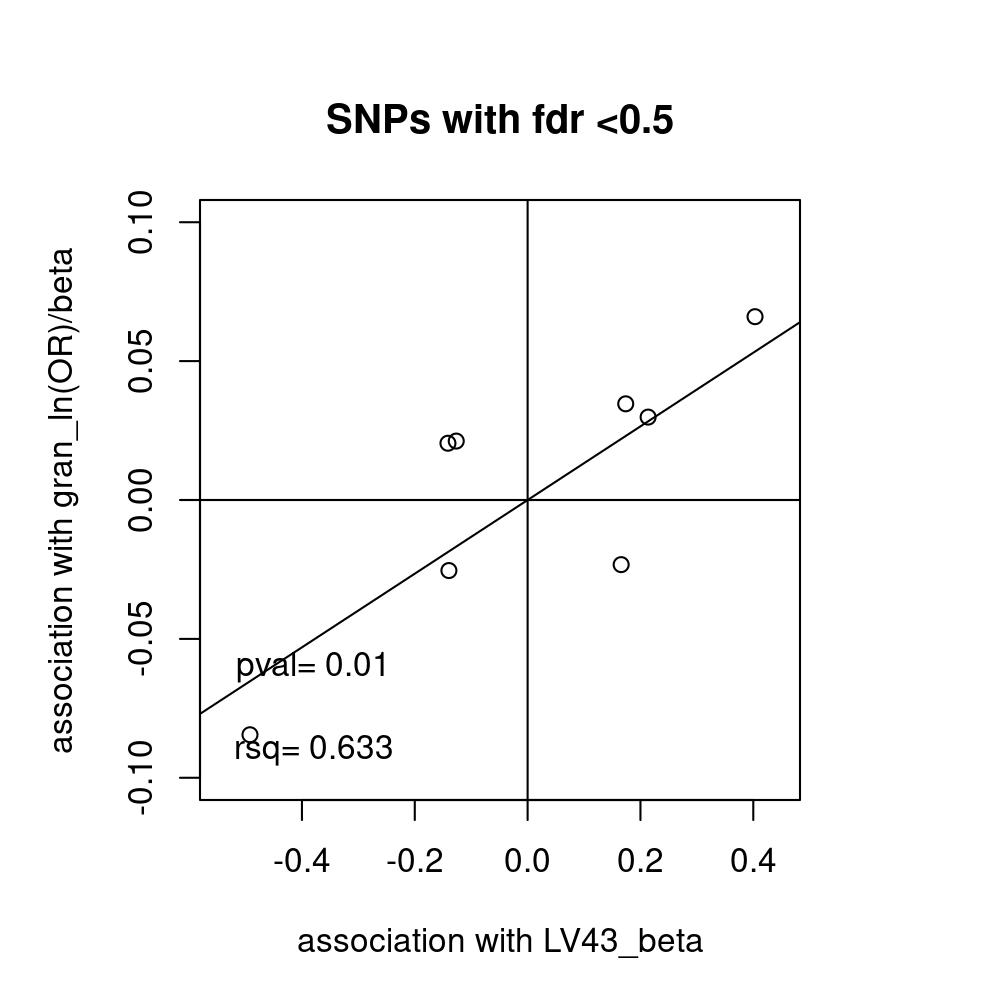 SNPs with fdr <0.5
association with gran_ln(OR)/beta
0.10
0.05
0.00
-0.05
-0.10
pval= 0.01
rsq= 0.633
-0.4 -0.2 0.0 0.2 0.4
association with LV43_beta